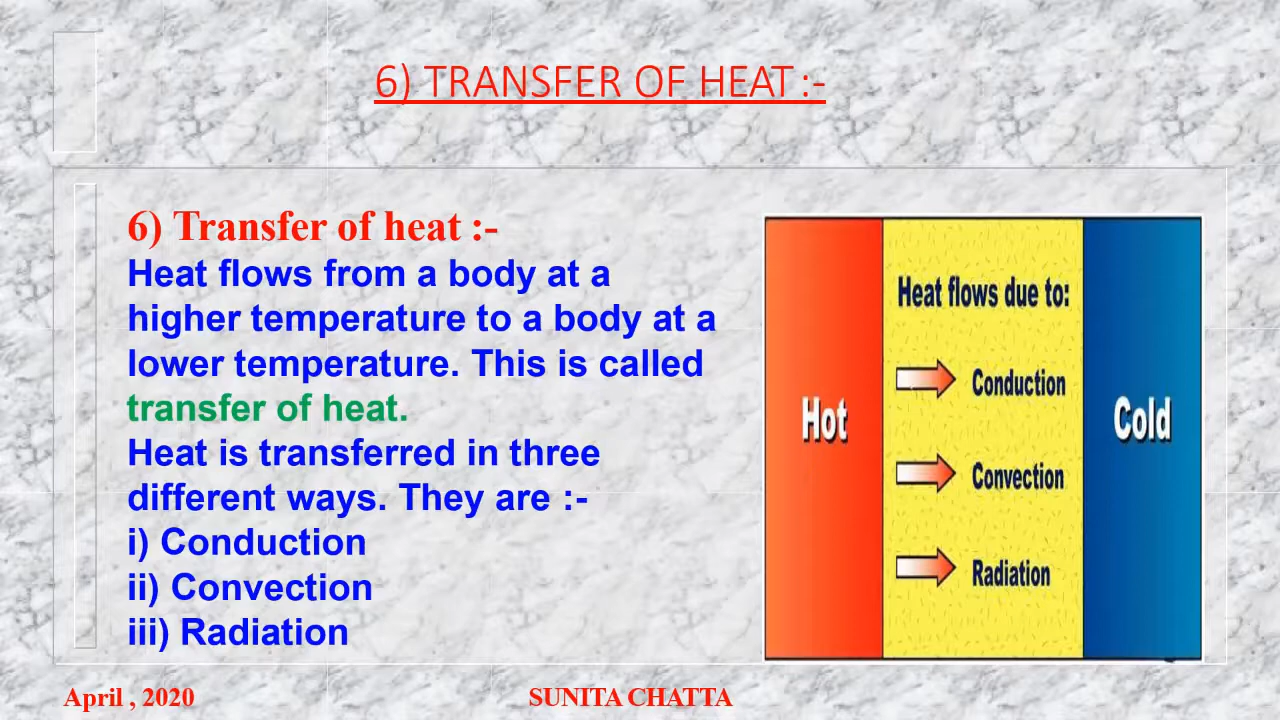 6) TRANSFER OF HEAT :-
6) Transfer of heat :-
Heat flows from a body at a
higher temperature to a body at a
lower temperature. This is called
transfer of heat.
Heat is transferred in three
different ways. They are :-
i) Conduction
ii) Convection
iii) Radiation
Heat flows due to:
Conduction
Hot
Cold
Convection
Radiation
April , 2020
SUNITA CHATTA